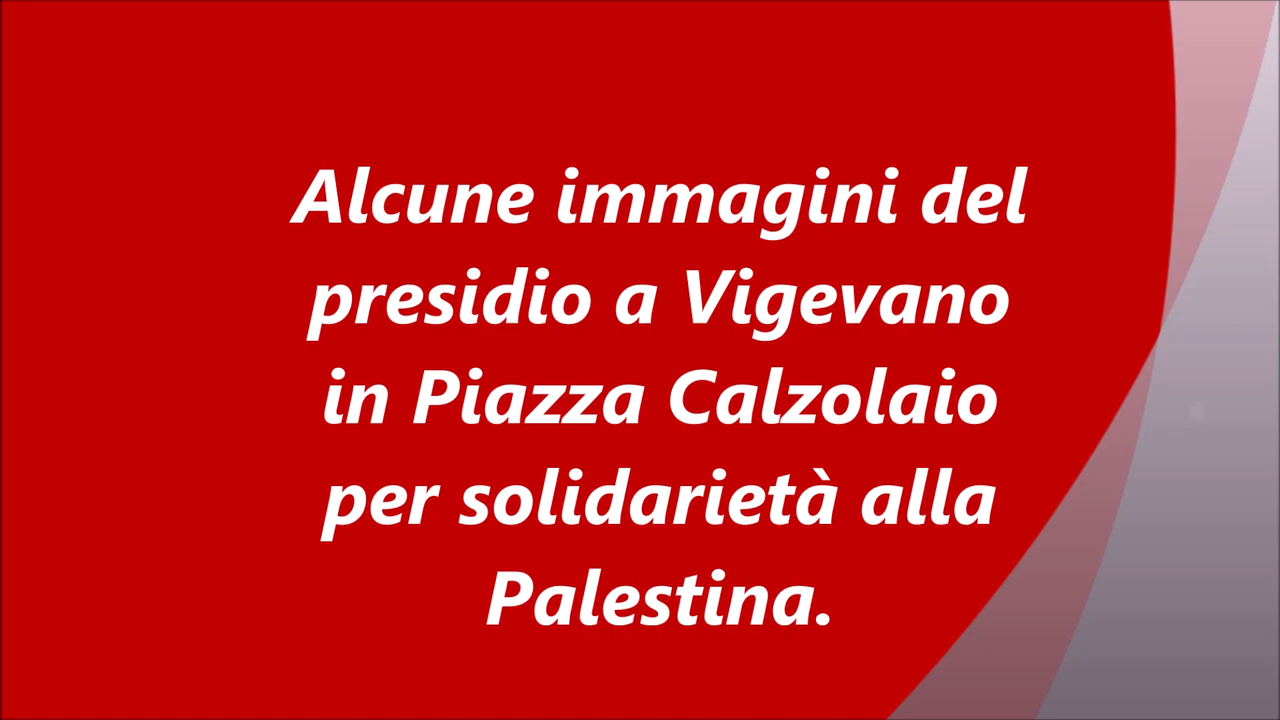 Alcune immagini del
presidio a Vigevano
in Piazza Calzolaio
per solidarietà alla
Palestina.